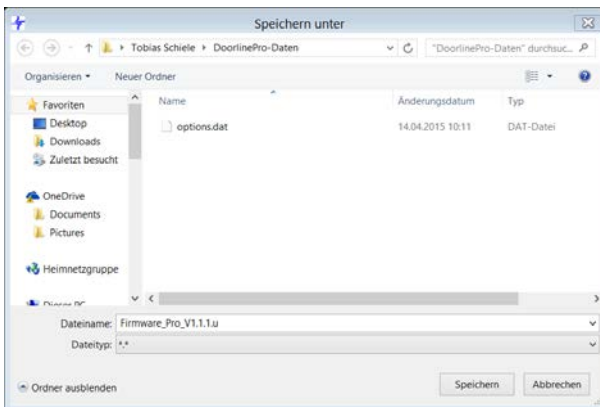 Speichern unter
Tobias Schiele DoorlinePro-Daten "DoorlinePro-Daten" durchsuc...
Organisieren Neuer Ordner
Favoriten Name Änderungsdatum Typ
Desktop options.dat 14.04.2015 10:11 DAT-Datei
Downloads
Zuletzt besucht
OneDrive
Documents
Pictures
Heimnetzgruppe
Dieser PC
Dateiname: Firmware_Pro_V1.1.1.u
Dateityp: *.*
Ordner ausblenden Speichern Abbrechen